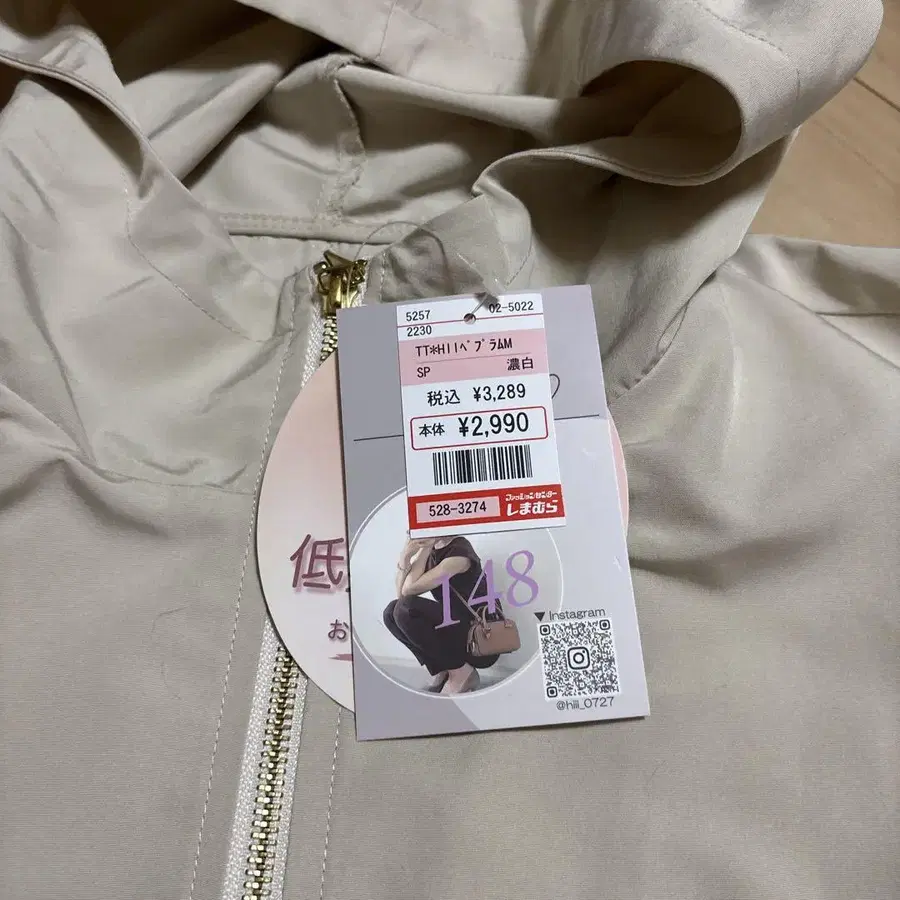 5257 02-5022
2230
TT*HIIペプラムM
SP 濃白
税込 ¥3,289
本体 ¥2,990
528-3274
ファッションセンター
しまむら
低
148
お
▼ Instagram
@hiii_0727